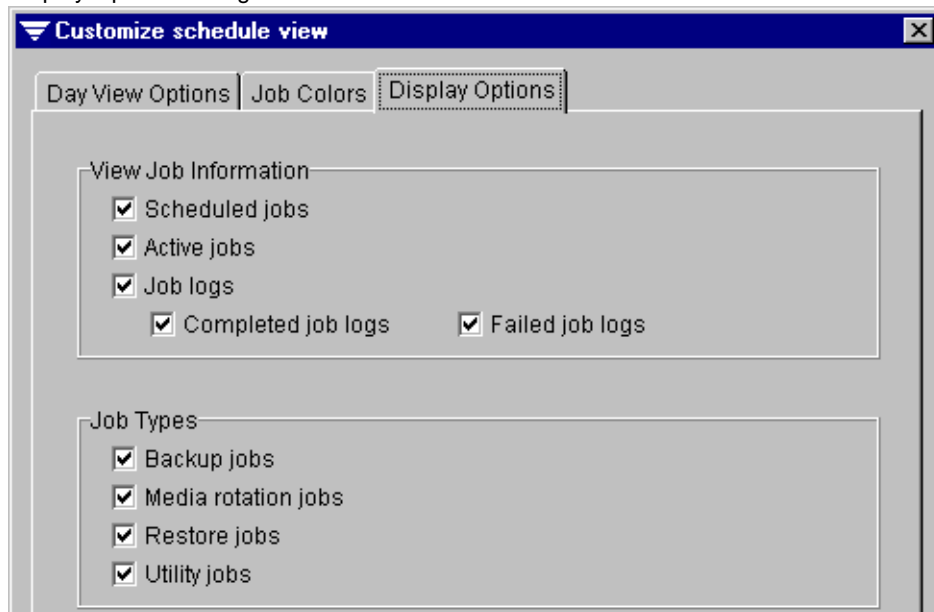 Customize schedule view
Day View Options Job Colors Display Options
View Job Information
Scheduled jobs
Active jobs
Job logs
Completed job logs Failed job logs
Job Types
Backup jobs
Media rotation jobs
Restore jobs
Utility jobs